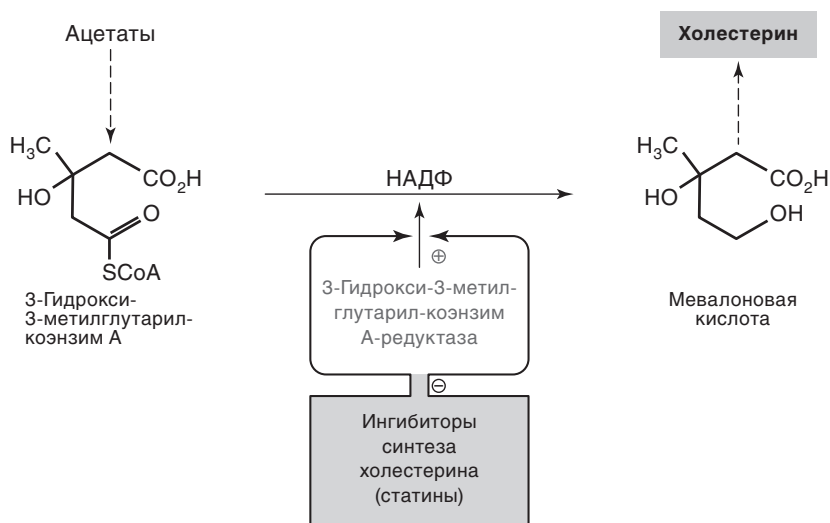 Ацетаты
Холестерин
H₃C
HO
CO₂H
O
SCoA
3-Гидрокси-
3-метилглутарил-
коэнзим А
НАДФ
⊕
3-Гидрокси-3-метил-
глутарил-коэнзим
А-редуктаза
⊖
Ингибиторы
синтеза
холестерина
(статины)
H₃C
HO
CO₂H
OH
Мевалоновая
кислота